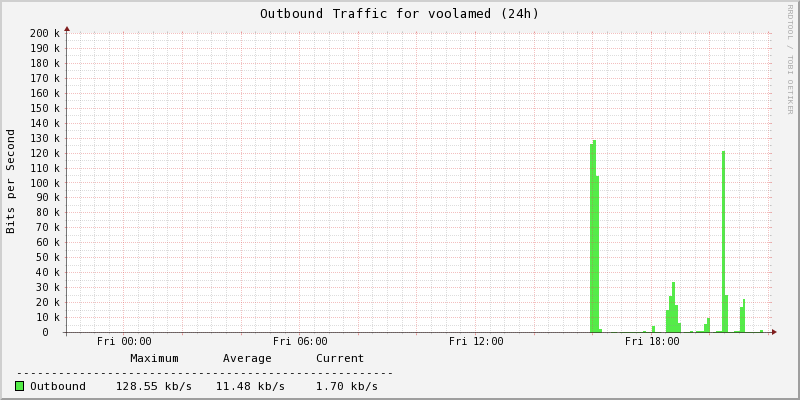 Outbound Traffic for voolamed (24h)
RRDTOOL / TOBI OETIKER
Bits per Second
200 k
190 k
180 k
170 k
160 k
150 k
140 k
130 k
120 k
110 k
100 k
90 k
80 k
70 k
60 k
50 k
40 k
30 k
20 k
10 k
0
Fri 00:00 Fri 06:00 Fri 12:00 Fri 18:00
Maximum Average Current
Outbound 128.55 kb/s 11.48 kb/s 1.70 kb/s